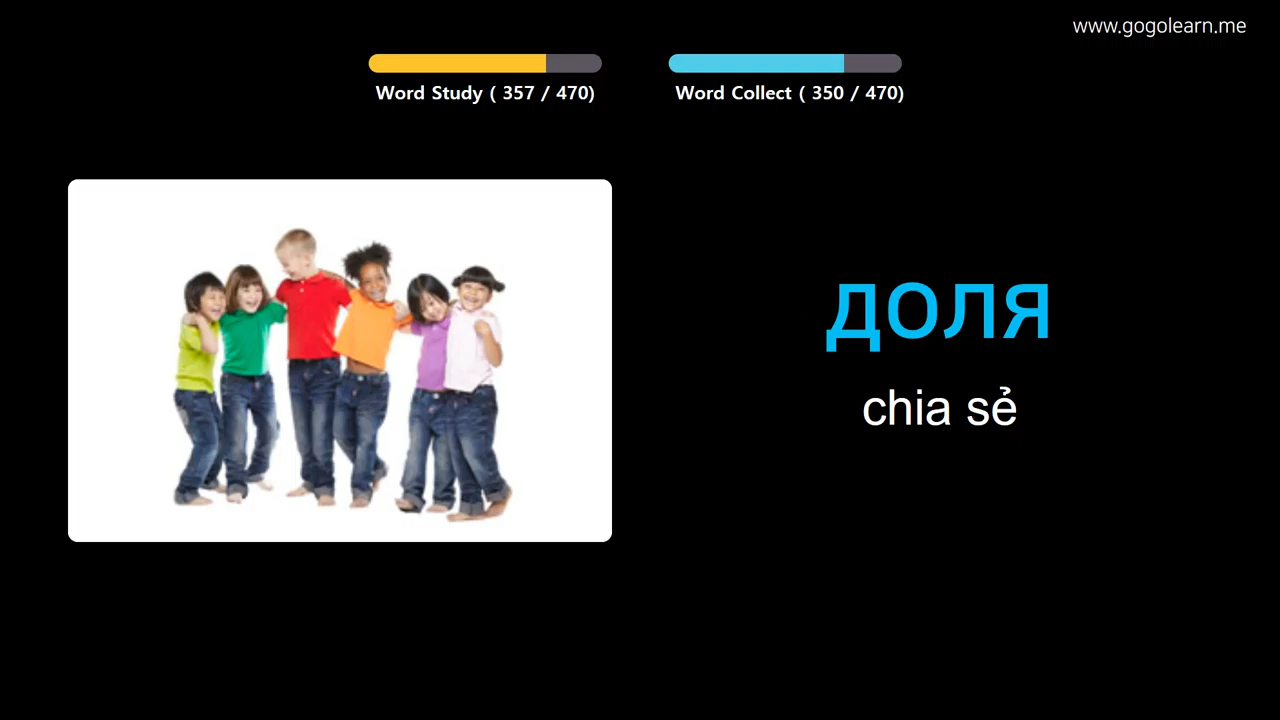 www.gogolearn.me
Word Study ( 357 / 470)
Word Collect ( 350 / 470)
доля
chia sẻ